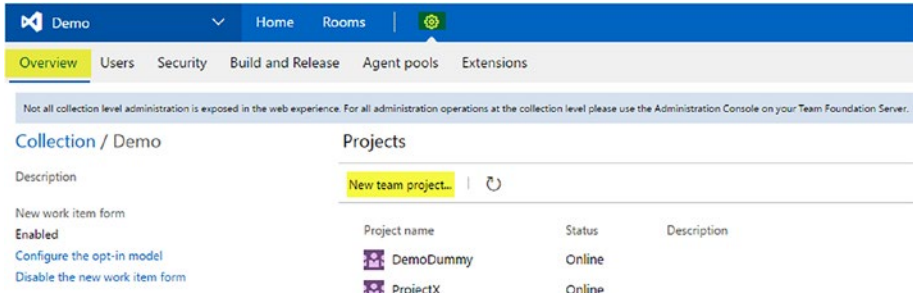 Demo Home Rooms
Overview Users Security Build and Release Agent pools Extensions
Not all collection level administration is exposed in the web experience. For all administration operations at the collection level please use the Administration Console on your Team Foundation Server.
Collection / Demo
Projects
Description
New team project...
New work item form
Enabled
Configure the opt-in model
Disable the new work item form
Project name Status Description
DemoDummy Online
ProjectX Online